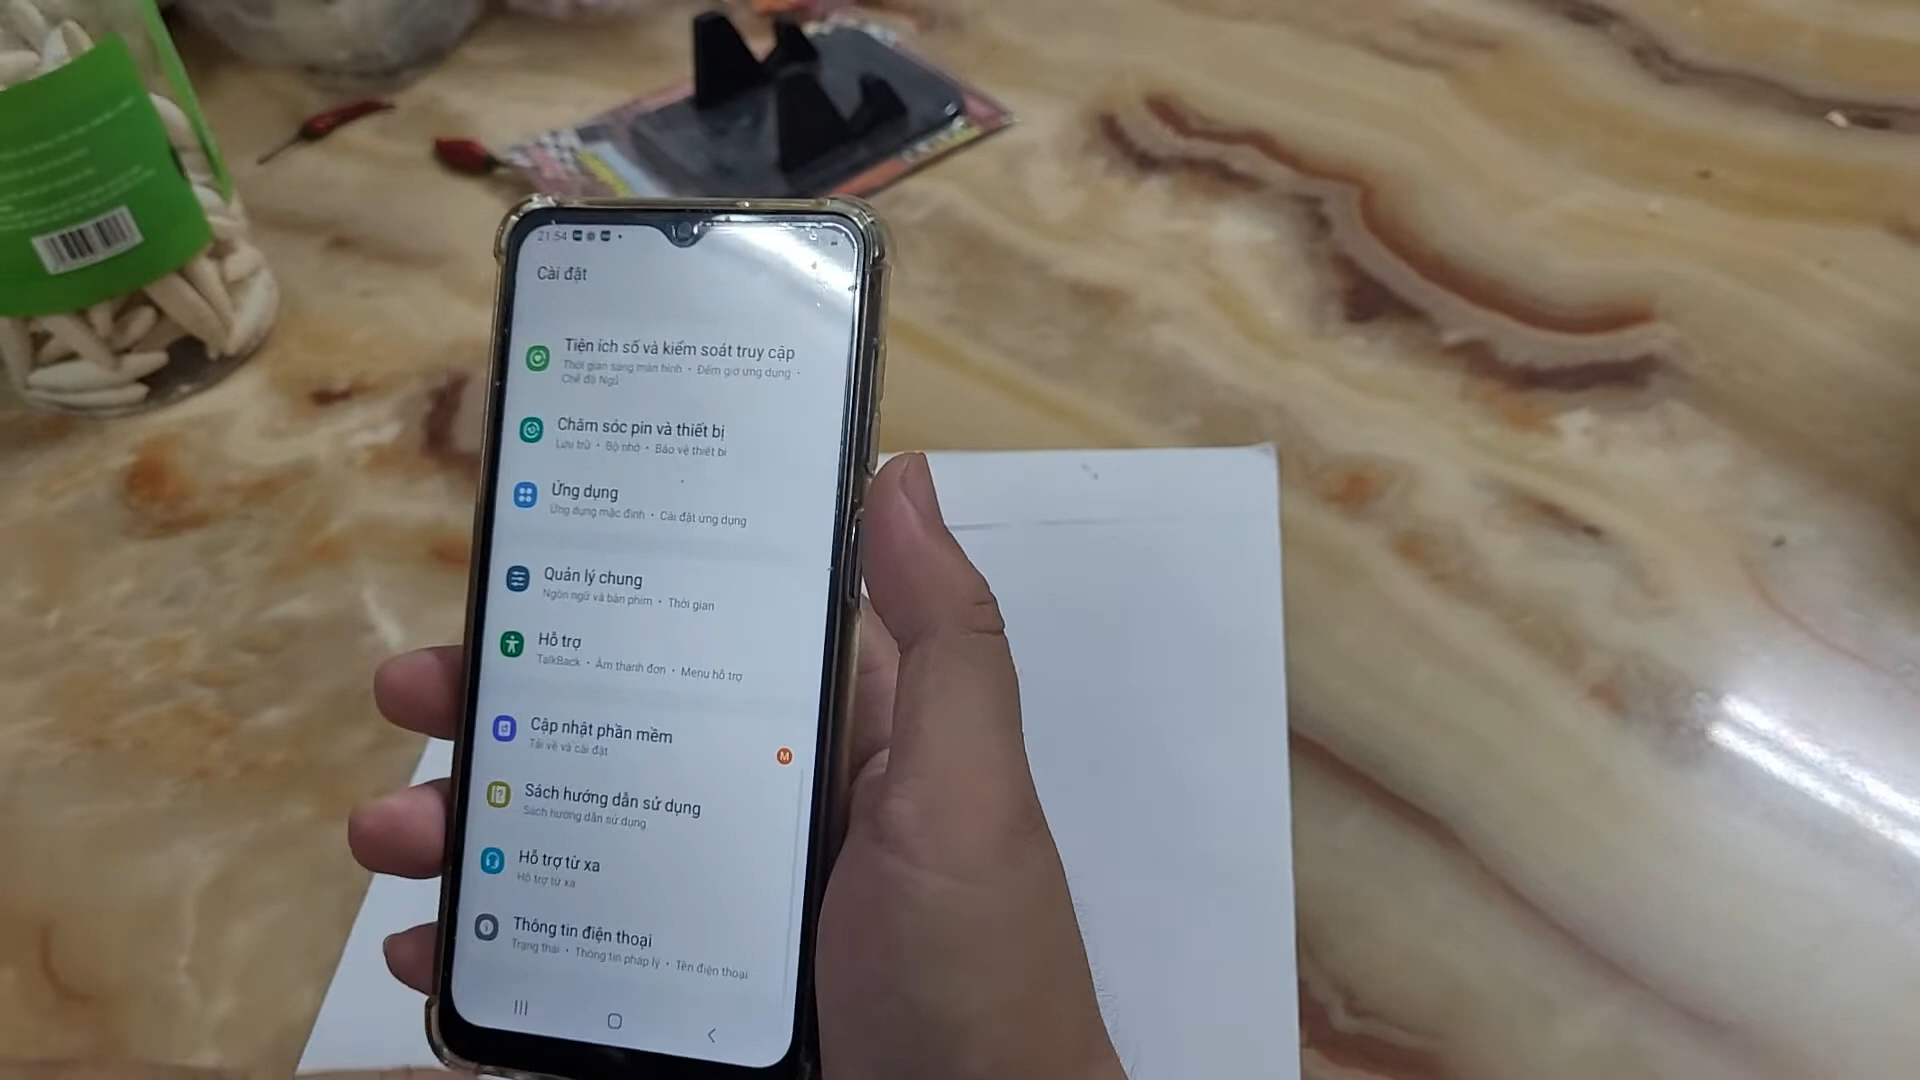 21:54
Cài đặt
Tiện ích số và kiểm soát truy cập
Thời gian sáng màn hình • Đếm giờ ứng dụng •
Chế độ Ngủ
Chăm sóc pin và thiết bị
Lưu trữ • Bộ nhớ • Bảo vệ thiết bị
Ứng dụng
Ứng dụng mặc định • Cài đặt ứng dụng
Quản lý chung
Ngôn ngữ và bàn phím • Thời gian
Hỗ trợ
TalkBack • Âm thanh đơn • Menu hỗ trợ
Cập nhật phần mềm
Tải về và cài đặt
M
Sách hướng dẫn sử dụng
Sách hướng dẫn sử dụng
Hỗ trợ từ xa
Hỗ trợ từ xa
Thông tin điện thoại
Trạng thái • Thông tin pháp lý • Tên điện thoại